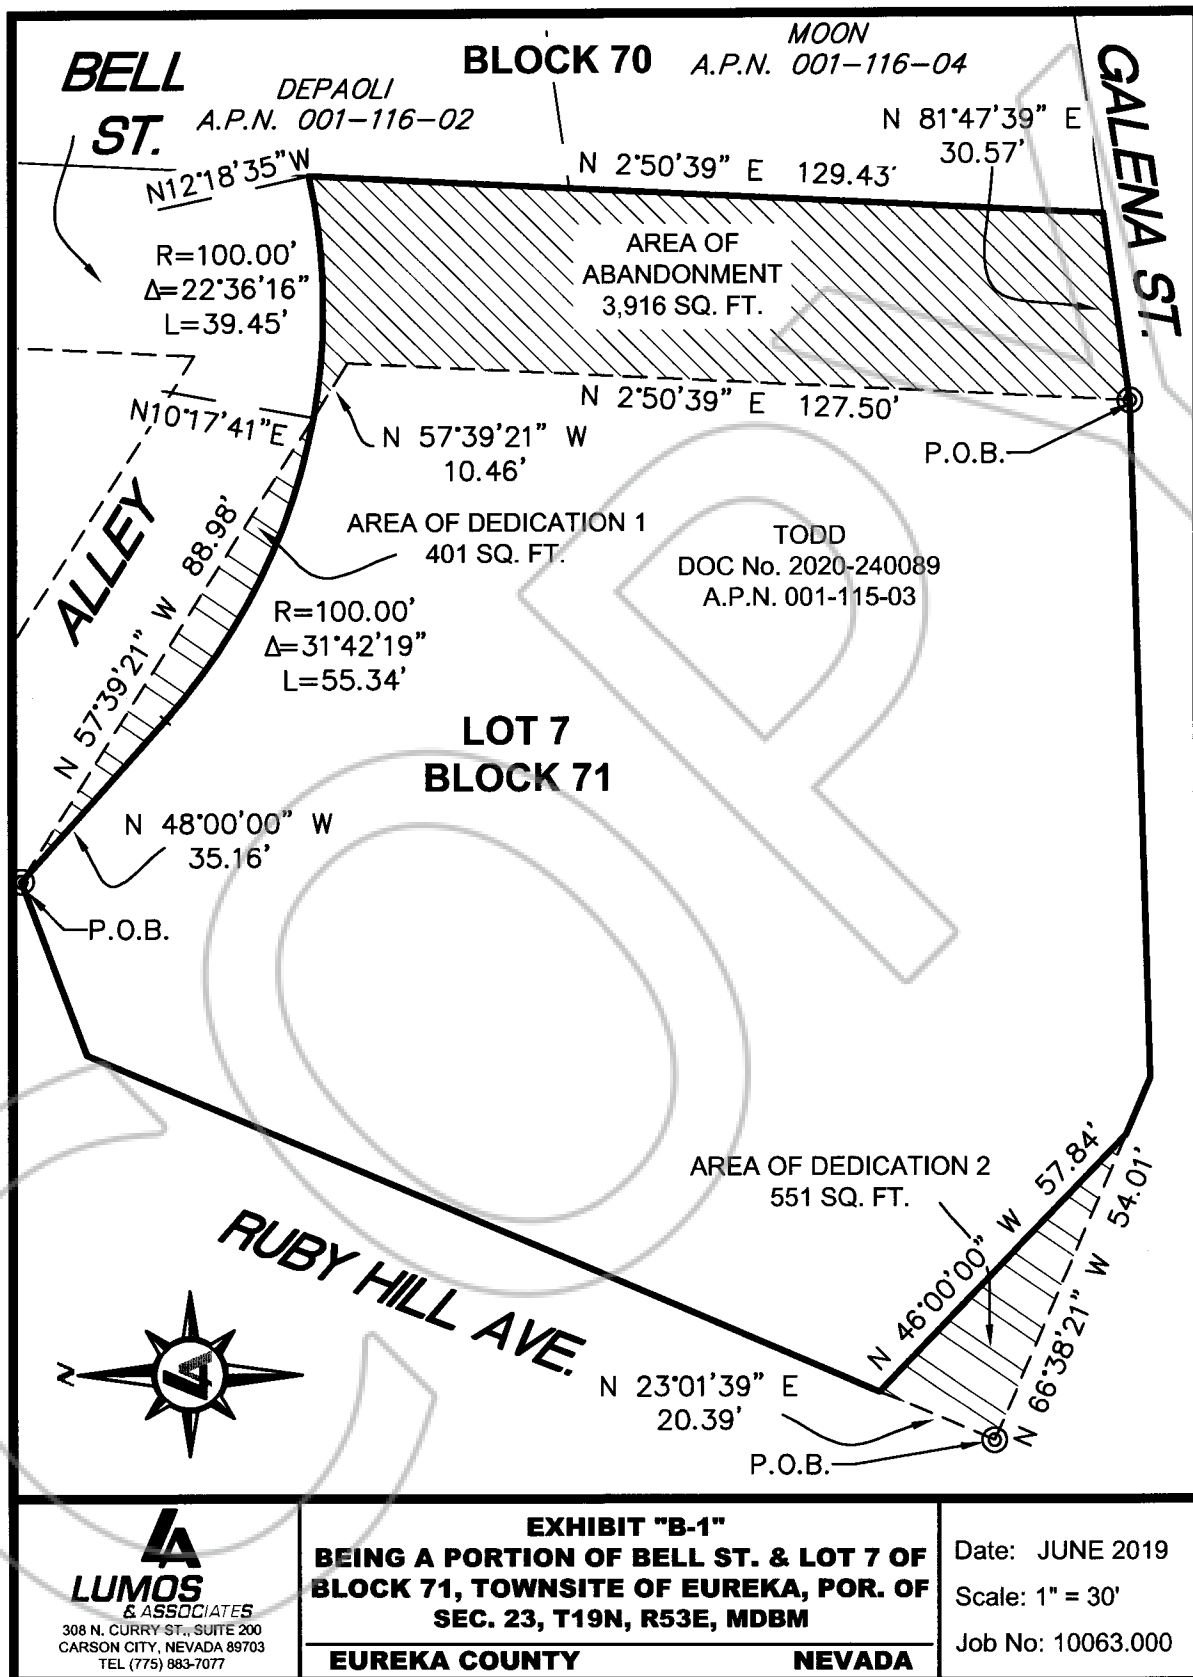 BELL
ST.
DEPAOLI
A.P.N. 001-116-02
BLOCK 70
MOON
A.P.N. 001-116-04
GALENA ST.
N 81°47'39" E
30.57'
N12°18'35"W
N 2°50'39" E 129.43'
R=100.00'
Δ=22°36'16"
L=39.45'
AREA OF
ABANDONMENT
3,916 SQ. FT.
N10°17'41"E
N 2°50'39" E 127.50'
N 57°39'21" W
10.46'
P.O.B.
ALLEY
N 57°39'21" W 88.98'
AREA OF DEDICATION 1
401 SQ. FT.
TODD
DOC No. 2020-240089
A.P.N. 001-115-03
R=100.00'
Δ=31°42'19"
L=55.34'
LOT 7
BLOCK 71
N 48°00'00" W
35.16'
P.O.B.
AREA OF DEDICATION 2
551 SQ. FT.
N 46°00'00" W 57.84'
N 66°38'21" W 54.01'
RUBY HILL AVE.
N
N 23°01'39" E
20.39'
P.O.B.
COPY
LA
LUMOS
& ASSOCIATES
308 N. CURRY ST., SUITE 200
CARSON CITY, NEVADA 89703
TEL (775) 883-7077
EXHIBIT "B-1"
BEING A PORTION OF BELL ST. & LOT 7 OF
BLOCK 71, TOWNSITE OF EUREKA, POR. OF
SEC. 23, T19N, R53E, MDBM
EUREKA COUNTY NEVADA
Date: JUNE 2019
Scale: 1" = 30'
Job No: 10063.000